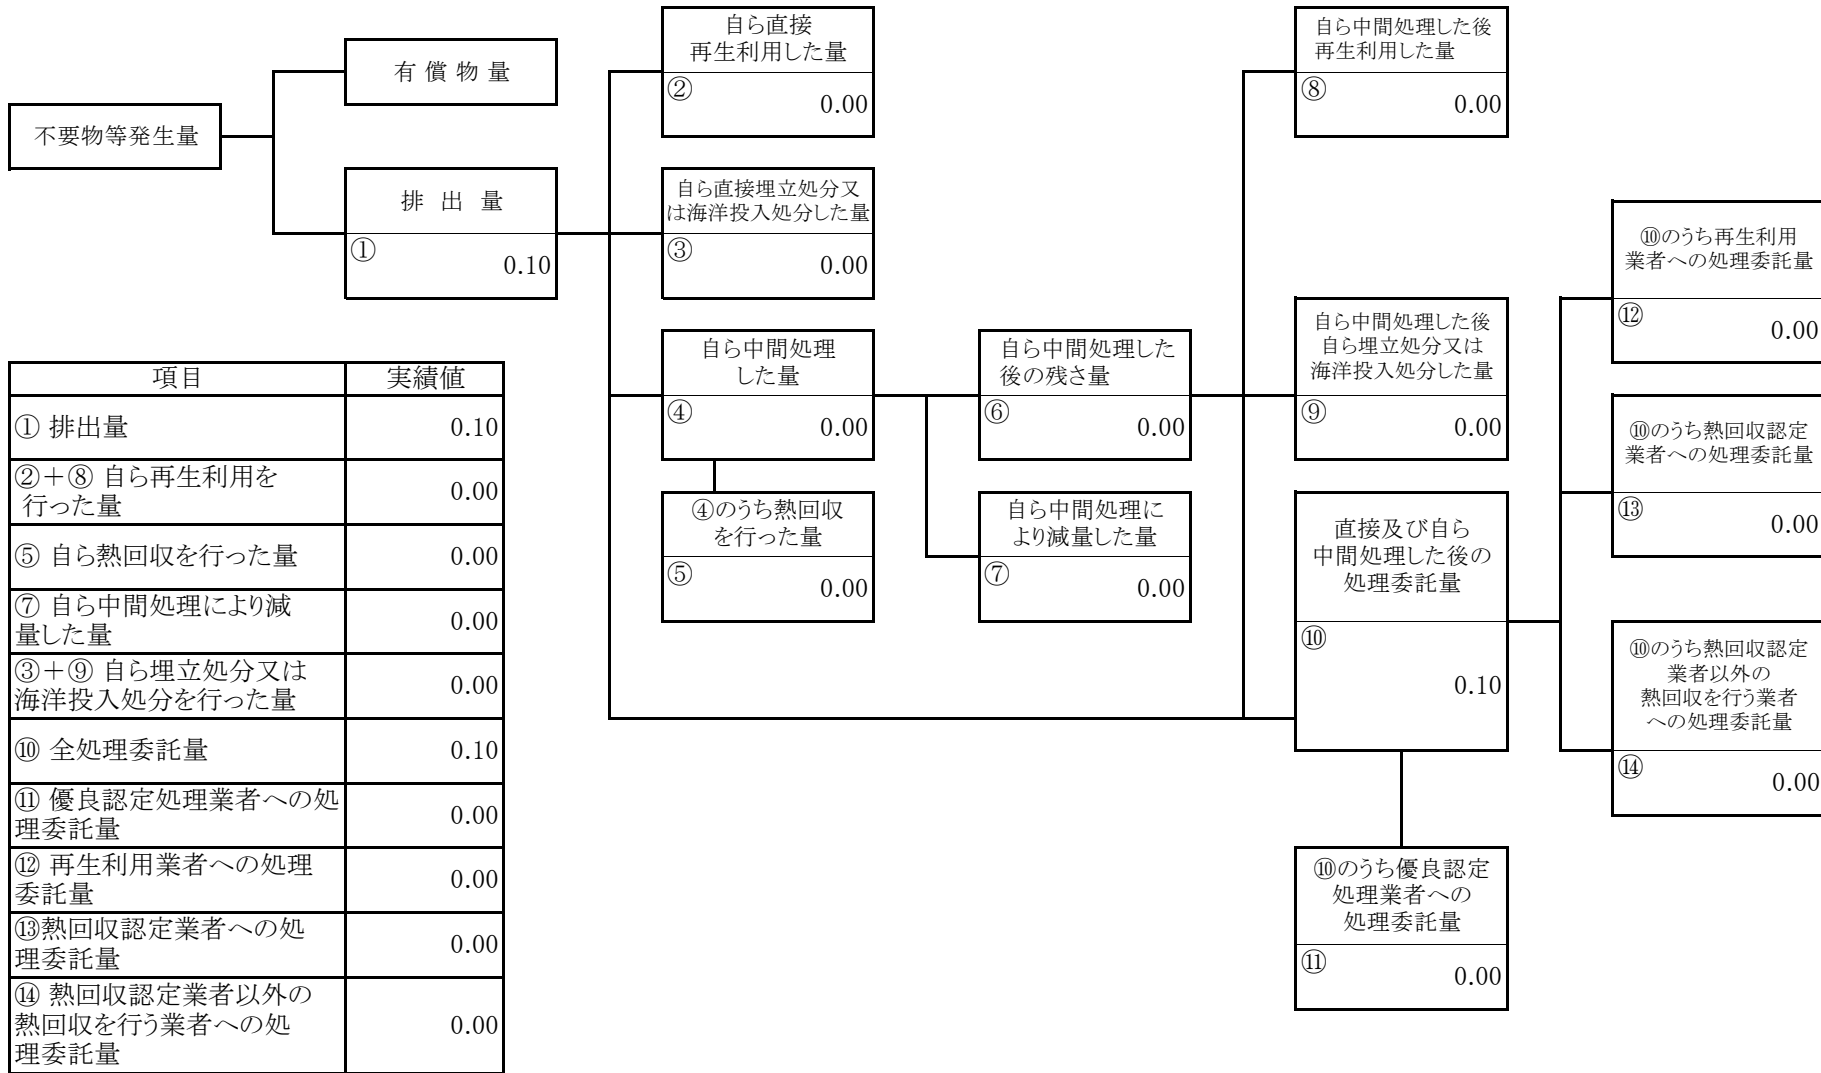 不要物等発生量
有 償 物 量
排 出 量
①
0.10
自ら直接
再生利用した量
②
0.00
自ら直接埋立処分又
は海洋投入処分した量
③
0.00
自ら中間処理
した量
④
0.00
④のうち熱回収
を行った量
⑤
0.00
自ら中間処理した
後の残さ量
⑥
0.00
自ら中間処理に
より減量した量
⑦
0.00
自ら中間処理した後
再生利用した量
⑧
0.00
自ら中間処理した後
自ら埋立処分又は
海洋投入処分した量
⑨
0.00
直接及び自ら
中間処理した後の
処理委託量
⑩
0.10
⑩のうち優良認定
処理業者への
処理委託量
⑪
0.00
⑩のうち再生利用
業者への処理委託量
⑫
0.00
⑩のうち熱回収認定
業者への処理委託量
⑬
0.00
⑩のうち熱回収認定
業者以外の
熱回収を行う業者
への処理委託量
⑭
0.00
項目 実績値
① 排出量 0.10
②＋⑧ 自ら再生利用を
行った量 0.00
⑤ 自ら熱回収を行った量 0.00
⑦ 自ら中間処理により減
量した量 0.00
③＋⑨ 自ら埋立処分又は
海洋投入処分を行った量 0.00
⑩ 全処理委託量 0.10
⑪ 優良認定処理業者への処
理委託量 0.00
⑫ 再生利用業者への処理
委託量 0.00
⑬熱回収認定業者への処
理委託量 0.00
⑭ 熱回収認定業者以外の
熱回収を行う業者への処
理委託量 0.00